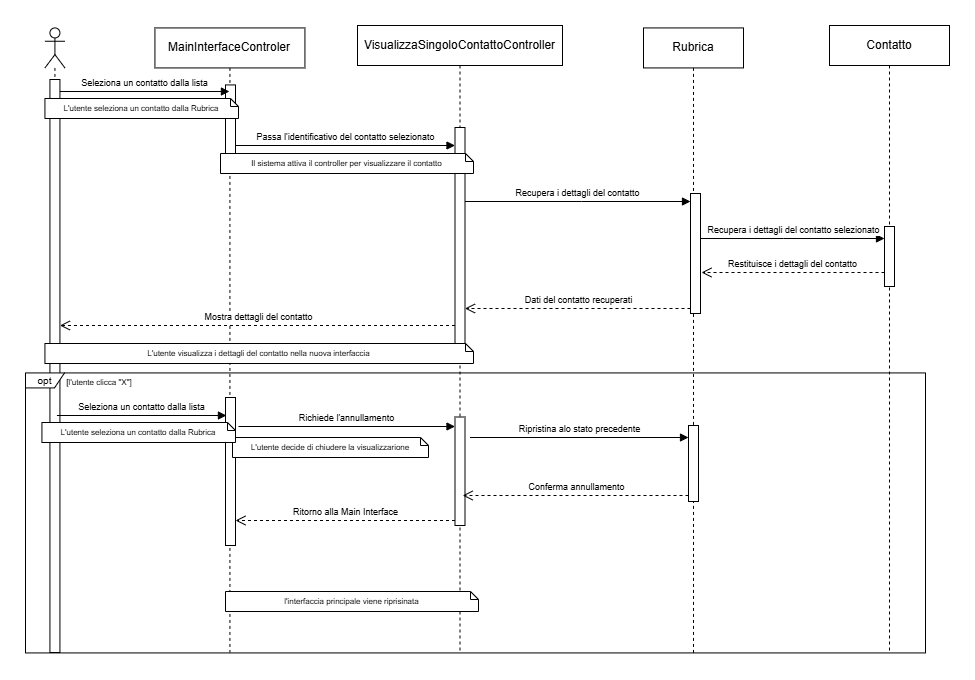 MainInterfaceControler
VisualizzaSingoloContattoController
Rubrica
Contatto
Seleziona un contatto dalla lista
L'utente seleziona un contatto dalla Rubrica
Passa l'identificativo del contatto selezionato
Il sistema attiva il controller per visualizzare il contatto
Recupera i dettagli del contatto
Recupera i dettagli del contatto selezionato
Restituisce i dettagli del contatto
Dati del contatto recuperati
Mostra dettagli del contatto
L'utente visualizza i dettagli del contatto nella nuova interfaccia
opt
[l'utente clicca "X"]
Seleziona un contatto dalla lista
L'utente seleziona un contatto dalla Rubrica
Richiede l'annullamento
L'utente decide di chiudere la visualizzarione
Ripristina alo stato precedente
Conferma annullamento
Ritorno alla Main Interface
l'interfaccia principale viene riprisinata